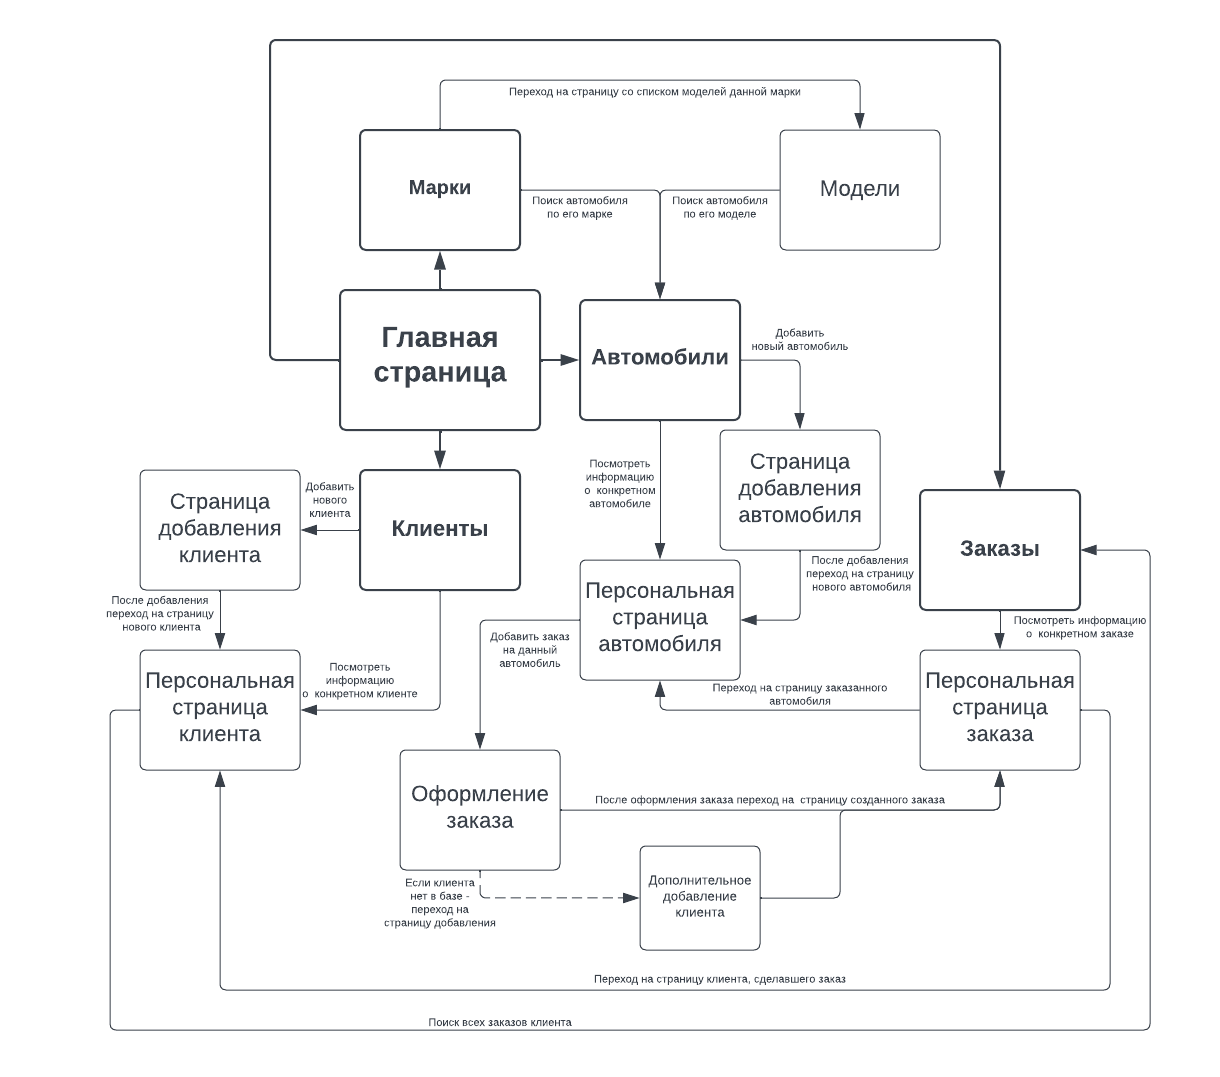 Переход на страницу со списком моделей данной марки
Марки
Модели
Поиск автомобиля
по его марке
Поиск автомобиля
по его моделе
Главная
страница
Автомобили
Добавить
новый автомобиль
Посмотреть
информацию
о конкретном
автомобиле
Страница
добавления
автомобиля
Страница
добавления
клиента
Добавить
нового
клиента
Клиенты
Заказы
После добавления
переход на страницу
нового автомобиля
Персональная
страница
автомобиля
После добавления
переход на страницу
нового клиента
Посмотреть информацию
о конкретном заказе
Добавить заказ
на данный
автомобиль
Персональная
страница
клиента
Посмотреть
информацию
о конкретном клиенте
Переход на страницу заказанного
автомобиля
Персональная
страница
заказа
Оформление
заказа
После оформления заказа переход на страницу созданного заказа
Если клиента
нет в базе -
переход на
страницу добавления
Дополнительное
добавление
клиента
Переход на страницу клиента, сделавшего заказ
Поиск всех заказов клиента